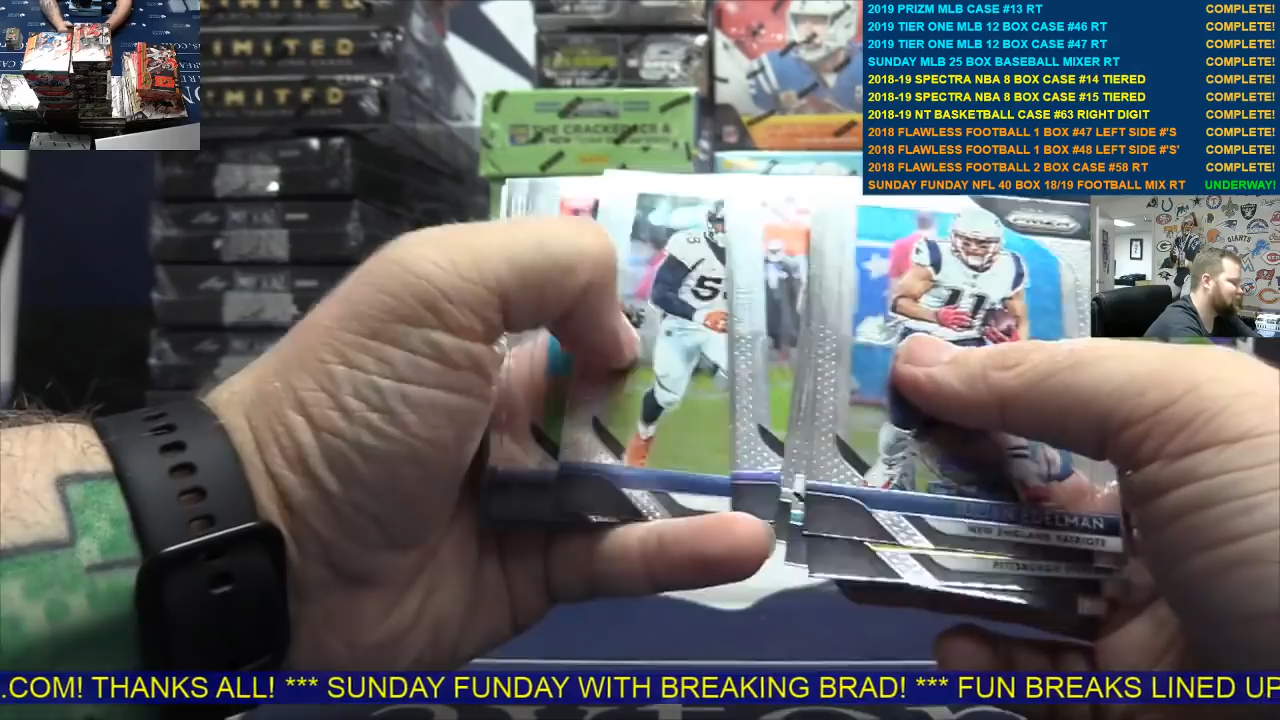 2019 PRIZM MLB CASE #13 RT COMPLETE!
2019 TIER ONE MLB 12 BOX CASE #46 RT COMPLETE!
2019 TIER ONE MLB 12 BOX CASE #47 RT COMPLETE!
SUNDAY MLB 25 BOX BASEBALL MIXER RT COMPLETE!
2018-19 SPECTRA NBA 8 BOX CASE #14 TIERED COMPLETE!
2018-19 SPECTRA NBA 8 BOX CASE #15 TIERED COMPLETE!
2018-19 NT BASKETBALL CASE #63 RIGHT DIGIT COMPLETE!
2018 FLAWLESS FOOTBALL 1 BOX #47 LEFT SIDE #'S COMPLETE!
2018 FLAWLESS FOOTBALL 1 BOX #48 LEFT SIDE #'S' COMPLETE!
2018 FLAWLESS FOOTBALL 2 BOX CASE #58 RT COMPLETE!
SUNDAY FUNDAY NFL 40 BOX 18/19 FOOTBALL MIX RT UNDERWAY!
LIMITED
LIMITED
THE CRACKERJACK &
GIANTS
PRIZM
11
5
EDELMAN
NEW ENGLAND PATRIOTS
PITTSBURGH
.COM! THANKS ALL! *** SUNDAY FUNDAY WITH BREAKING BRAD! *** FUN BREAKS LINED UP